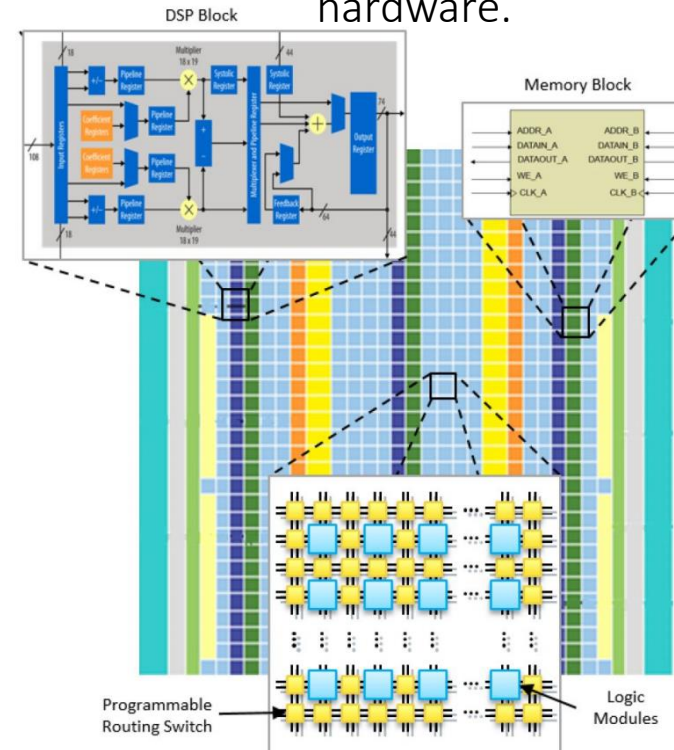 hardware.
DSP Block
18
44
Multiplier
18 x 19
+/−
Pipeline
Register
×
Systolic
Register
Systolic
Register
Input Registers
Coefficient
Registers
Pipeline
Register
+
−
Multiplexer and Pipeline Register
+
74
Output
Register
108
Coefficient
Registers
Pipeline
Register
+/−
Pipeline
Register
×
Multiplier
18 x 19
Feedback
Register
64
18
44
Memory Block
ADDR_A ADDR_B
DATAIN_A DATAIN_B
DATAOUT_A DATAOUT_B
WE_A WE_B
CLK_A CLK_B
Programmable
Routing Switch
Logic
Modules